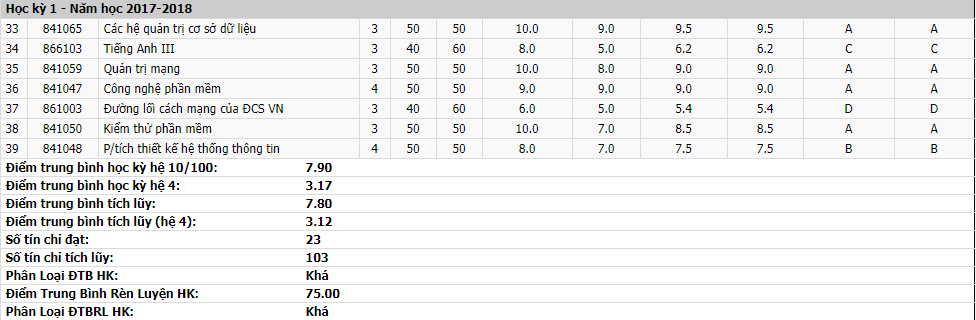 Học kỳ 1 - Năm học 2017-2018
33 841065 Các hệ quản trị cơ sở dữ liệu 3 50 50 10.0 9.0 9.5 9.5 A A
34 866103 Tiếng Anh III 3 40 60 8.0 5.0 6.2 6.2 C C
35 841059 Quản trị mạng 3 50 50 10.0 8.0 9.0 9.0 A A
36 841047 Công nghệ phần mềm 4 50 50 9.0 9.0 9.0 9.0 A A
37 861003 Đường lối cách mạng của ĐCS VN 3 40 60 6.0 5.0 5.4 5.4 D D
38 841050 Kiểm thử phần mềm 3 50 50 10.0 7.0 8.5 8.5 A A
39 841048 P/tích thiết kế hệ thống thông tin 4 50 50 8.0 7.0 7.5 7.5 B B
Điểm trung bình học kỳ hệ 10/100: 7.90
Điểm trung bình học kỳ hệ 4: 3.17
Điểm trung bình tích lũy: 7.80
Điểm trung bình tích lũy (hệ 4): 3.12
Số tín chỉ đạt: 23
Số tín chỉ tích lũy: 103
Phân Loại ĐTB HK: Khá
Điểm Trung Bình Rèn Luyện HK: 75.00
Phân Loại ĐTBRL HK: Khá